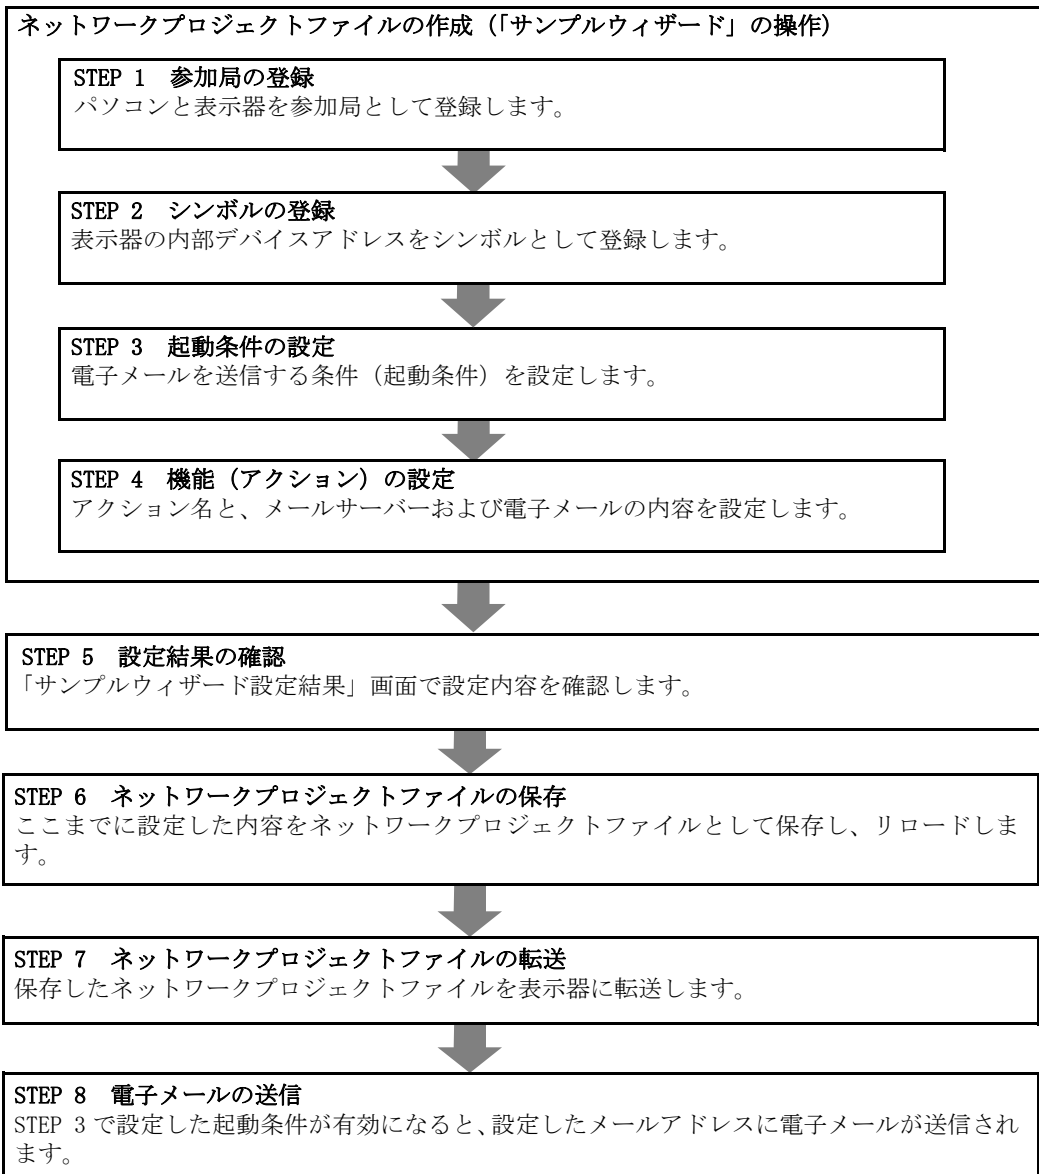 ネットワークプロジェクトファイルの作成（「サンプルウィザード」の操作）
STEP 1　参加局の登録
パソコンと表示器を参加局として登録します。
STEP 2　シンボルの登録
表示器の内部デバイスアドレスをシンボルとして登録します。
STEP 3　起動条件の設定
電子メールを送信する条件（起動条件）を設定します。
STEP 4　機能（アクション）の設定
アクション名と、メールサーバーおよび電子メールの内容を設定します。
STEP 5　設定結果の確認
「サンプルウィザード設定結果」画面で設定内容を確認します。
STEP 6　ネットワークプロジェクトファイルの保存
ここまでに設定した内容をネットワークプロジェクトファイルとして保存し、リロードしま
す。
STEP 7　ネットワークプロジェクトファイルの転送
保存したネットワークプロジェクトファイルを表示器に転送します。
STEP 8　電子メールの送信
STEP 3 で設定した起動条件が有効になると、設定したメールアドレスに電子メールが送信され
ます。